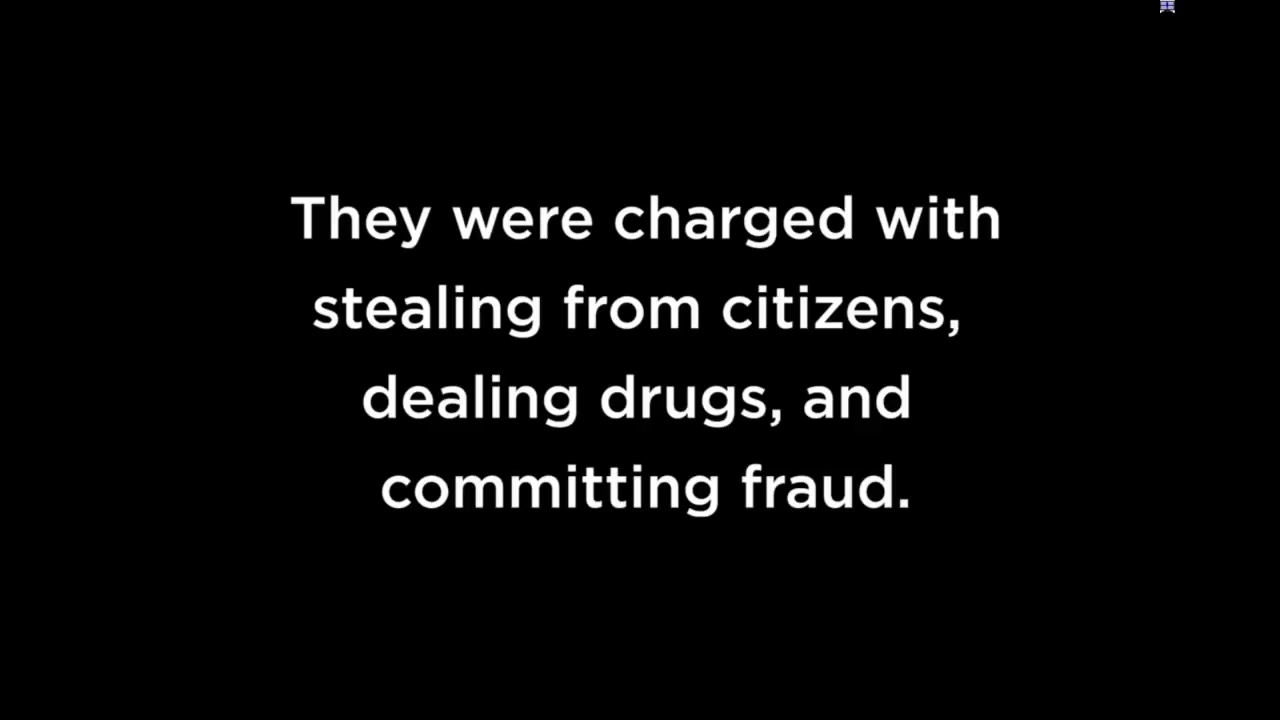 They were charged with
stealing from citizens,
dealing drugs, and
committing fraud.